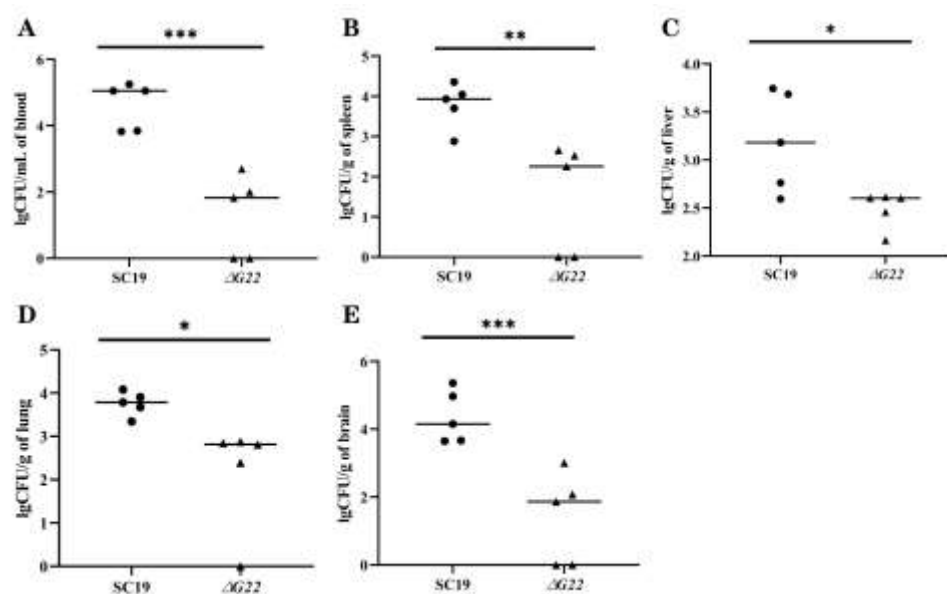 A
***
lgCFU/mL of blood
6
4
2
0
SC19
ΔG22
B
**
lgCFU/g of spleen
5
4
3
2
1
0
SC19
ΔG22
C
*
lgCFU/g of liver
4.0
3.5
3.0
2.5
2.0
SC19
ΔG22
D
*
lgCFU/g of lung
5
4
3
2
1
0
SC19
ΔG22
E
***
lgCFU/g of brain
6
4
2
0
SC19
ΔG22